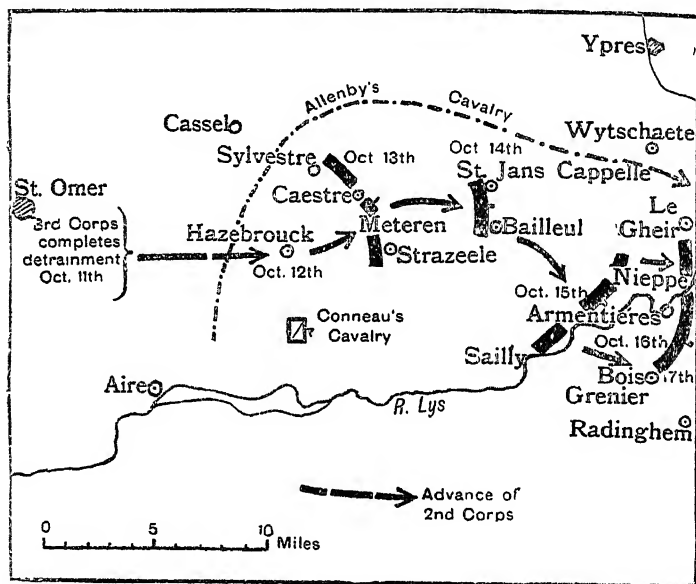 Ypres
Allenby's
Cavalry
Cassel
Wytschaete
Sylvestre
Oct 13th
Oct 14th
St. Jans Cappelle
St. Omer
Caestre
Le
Gheir
3rd Corps
completes
detrainment
Oct. 11th
Hazebrouck
Meteren
Bailleul
Oct. 12th
Strazeele
Nieppe
Oct. 15th
Conneau's
Cavalry
Armentières
Oct. 16th
Sailly
Aire
Bois
17th
Grenier
R. Lys
Radinghem
Advance of
2nd Corps
0
5
10
Miles